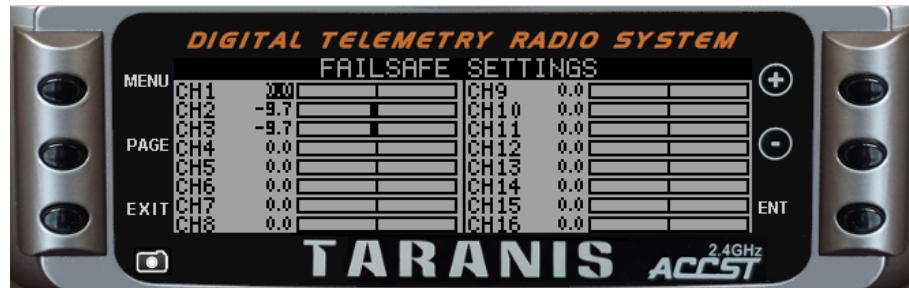 DIGITAL TELEMETRY RADIO SYSTEM
FAILSAFE SETTINGS
MENU
PAGE
EXIT
CH1 0.0
CH2 -9.7
CH3 -9.7
CH4 0.0
CH5 0.0
CH6 0.0
CH7 0.0
CH8 0.0
CH9 0.0
CH10 0.0
CH11 0.0
CH12 0.0
CH13 0.0
CH14 0.0
CH15 0.0
CH16 0.0
+
-
ENT
TARANIS
2.4GHz
ACCST